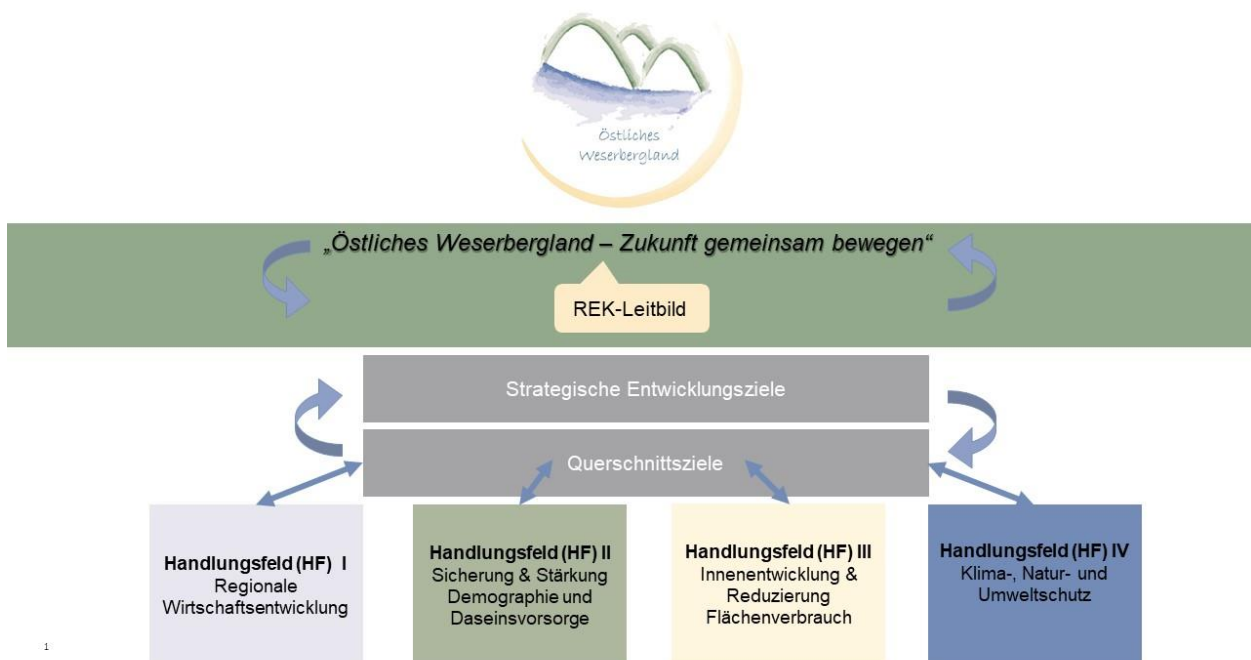 Östliches
Weserbergland
„Östliches Weserbergland – Zukunft gemeinsam bewegen“
REK-Leitbild
Strategische Entwicklungsziele
Querschnittsziele
Handlungsfeld (HF) I
Regionale
Wirtschaftsentwicklung
Handlungsfeld (HF) II
Sicherung & Stärkung
Demographie und
Daseinsvorsorge
Handlungsfeld (HF) III
Innenentwicklung &
Reduzierung
Flächenverbrauch
Handlungsfeld (HF) IV
Klima-, Natur- und
Umweltschutz
1